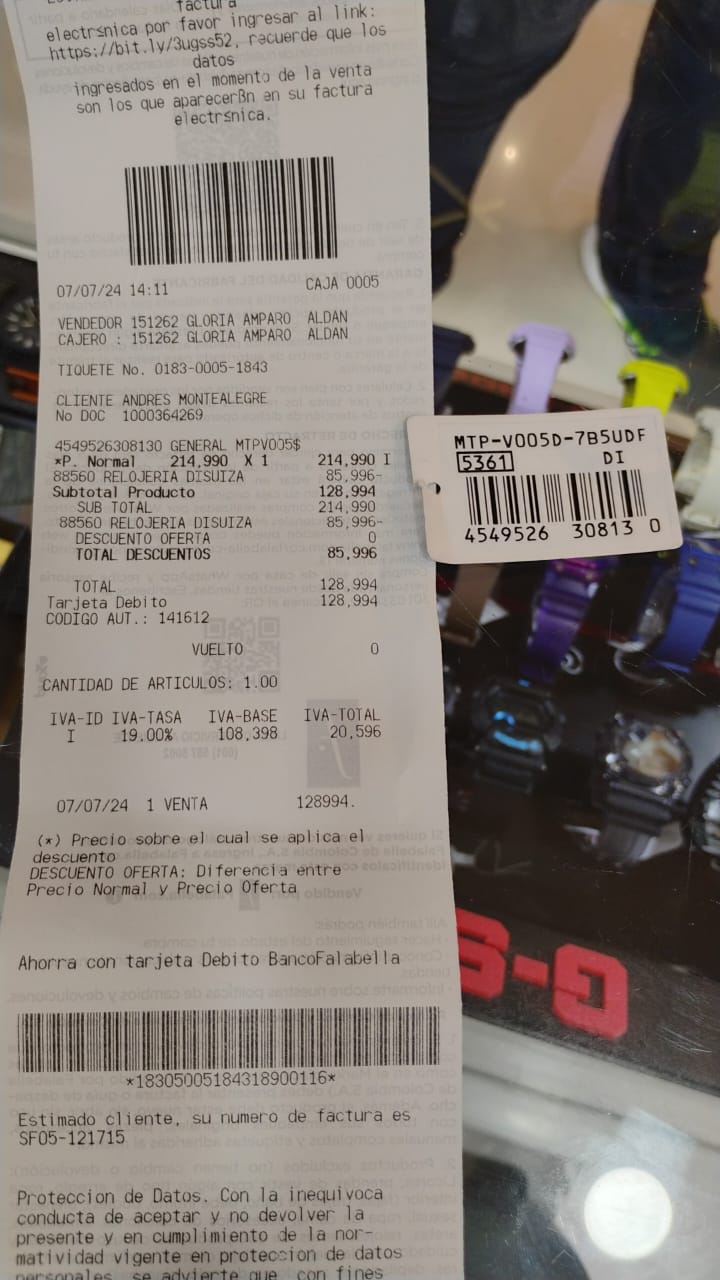 factura
electrsnica por favor ingresar al link:
https://bit.ly/3ugss52, recuerde que los
datos
ingresados en el momento de la venta
son los que aparecerBn en su factura
electrsnica.
07/07/24 14:11 CAJA 0005
VENDEDOR 151262 GLORIA AMPARO ALDAN
CAJERO : 151262 GLORIA AMPARO ALDAN
TIQUETE No. 0183-0005-1843
CLIENTE ANDRES MONTEALEGRE
No DOC 1000364269
4549526308130 GENERAL MTPV005$
*P. Normal 214,990 X 1 214,990 I
88560 RELOJERIA DISUIZA 85,996-
Subtotal Producto 128,994
SUB TOTAL 214,990
88560 RELOJERIA DISUIZA 85,996-
DESCUENTO OFERTA 0
TOTAL DESCUENTOS 85,996
TOTAL 128,994
Tarjeta Debito 128,994
CODIGO AUT.: 141612
VUELTO 0
CANTIDAD DE ARTICULOS: 1.00
IVA-ID IVA-TASA IVA-BASE IVA-TOTAL
I 19.00% 108,398 20,596
07/07/24 1 VENTA 128994.
(*) Precio sobre el cual se aplica el
descuento
DESCUENTO OFERTA: Diferencia entre
Precio Normal y Precio Oferta
Ahorra con tarjeta Debito BancoFalabella
*18305005184318900116*
Estimado cliente, su numero de factura es
SF05-121715
Proteccion de Datos. Con la inequivoca
conducta de aceptar y no devolver la
presente y en cumplimiento de la nor-
matividad vigente en proteccion de datos
personales, se advierte que, con fines
MTP-V005D-7B5UDF
5361 DI
4549526 30813 0
G-S